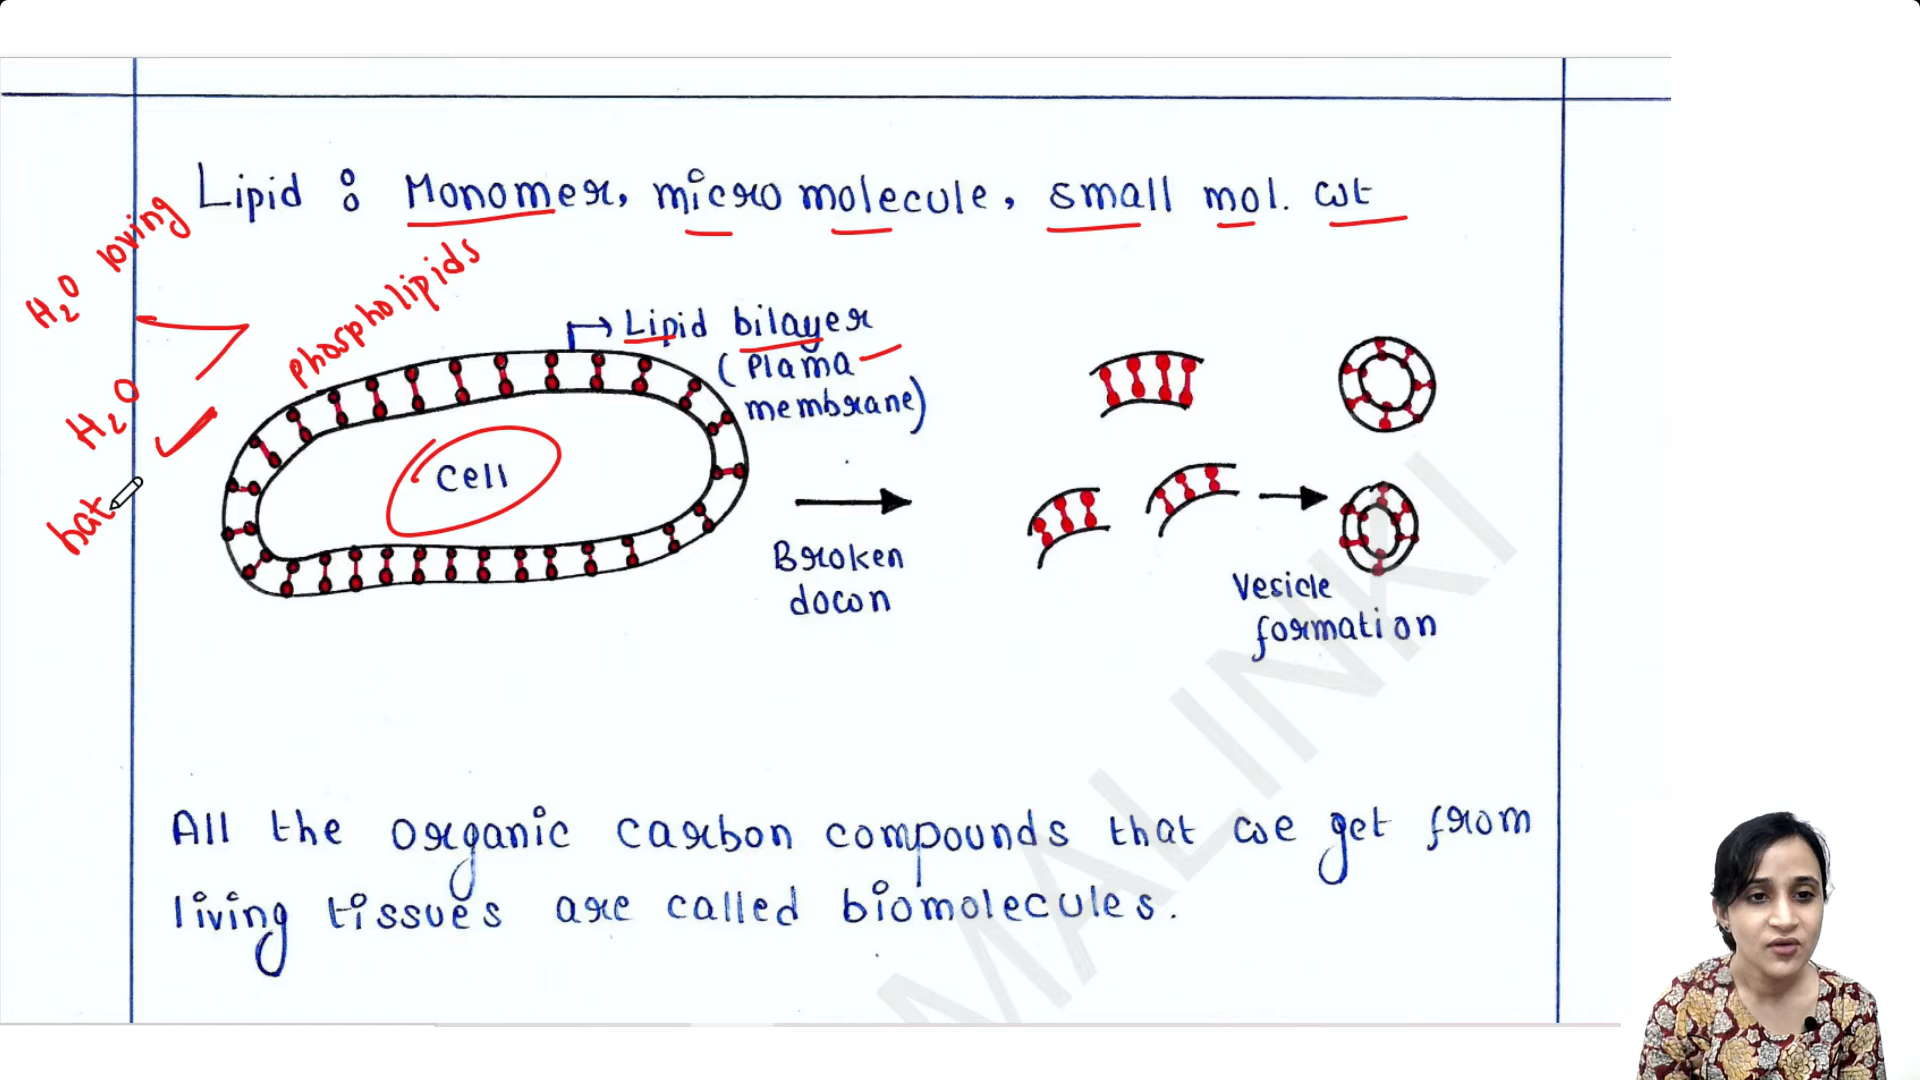 Lipid : Monomer, micro molecule, small mol. wt
H₂O loving
phospholipids
Lipid bilayer
(Plama
membrane)
H₂O
hat
Cell
Broken
down
Vesicle
formation
All the organic carbon compounds that we get from
living tissues are called biomolecules.
MALINKI